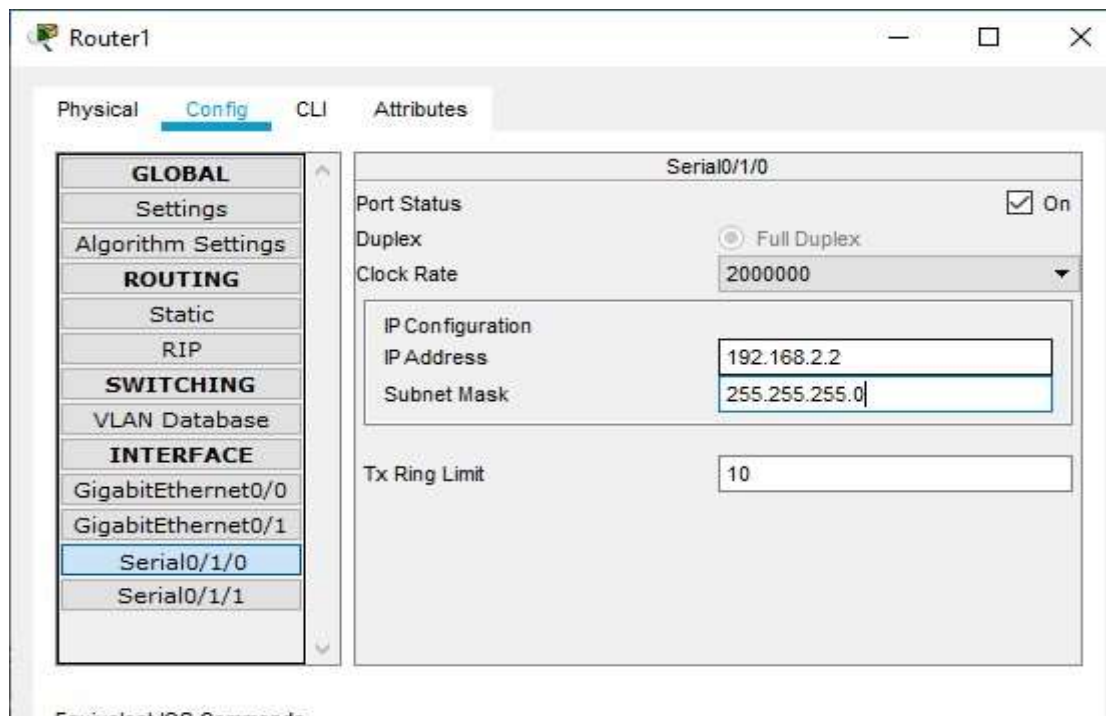 Router1
Physical Config CLI Attributes
GLOBAL
Settings
Algorithm Settings
ROUTING
Static
RIP
SWITCHING
VLAN Database
INTERFACE
GigabitEthernet0/0
GigabitEthernet0/1
Serial0/1/0
Serial0/1/1
Serial0/1/0
Port Status On
Duplex Full Duplex
Clock Rate 2000000
IP Configuration
IP Address 192.168.2.2
Subnet Mask 255.255.255.0
Tx Ring Limit 10